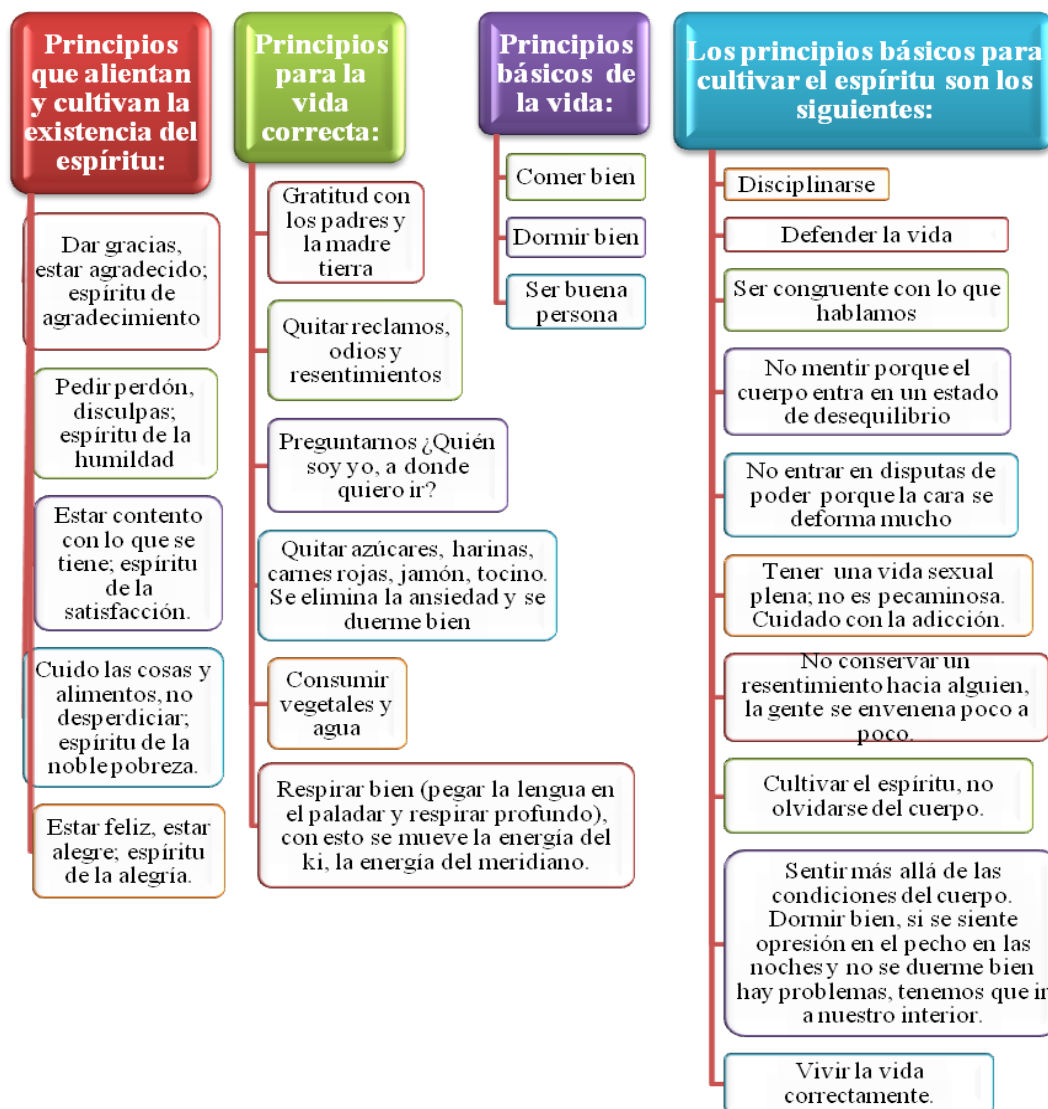 Principios
que alientan
y cultivan la
existencia del
espíritu:
Dar gracias,
estar agradecido;
espíritu de
agradecimiento
Pedir perdón,
disculpas;
espíritu de la
humildad
Estar contento
con lo que se
tiene; espíritu
de la
satisfacción.
Cuido las cosas y
alimentos, no
desperdiciar;
espíritu de la
noble pobreza.
Estar feliz, estar
alegre; espíritu
de la alegría.
Principios
para la
vida
correcta:
Gratitud con
los padres y
la madre
tierra
Quitar reclamos,
odios y
resentimientos
Preguntarnos ¿Quién
soy yo, a donde
quiero ir?
Quitar azúcares, harinas,
carnes rojas, jamón, tocino.
Se elimina la ansiedad y se
duerme bien
Consumir
vegetales y
agua
Respirar bien (pegar la lengua en
el paladar y respirar profundo),
con esto se mueve la energía del
ki, la energía del meridiano.
Principios
básicos de
la vida:
Comer bien
Dormir bien
Ser buena
persona
Los principios básicos para
cultivar el espíritu son los
siguientes:
Disciplinarse
Defender la vida
Ser congruente con lo que
hablamos
No mentir porque el
cuerpo entra en un estado
de desequilibrio
No entrar en disputas de
poder porque la cara se
deforma mucho
Tener una vida sexual
plena; no es pecaminosa.
Cuidado con la adicción.
No conservar un
resentimiento hacia alguien,
la gente se envenena poco a
poco.
Cultivar el espíritu, no
olvidarse del cuerpo.
Sentir más allá de las
condiciones del cuerpo.
Dormir bien, si se siente
opresión en el pecho en las
noches y no se duerme bien
hay problemas, tenemos que ir
a nuestro interior.
Vivir la vida
correctamente.